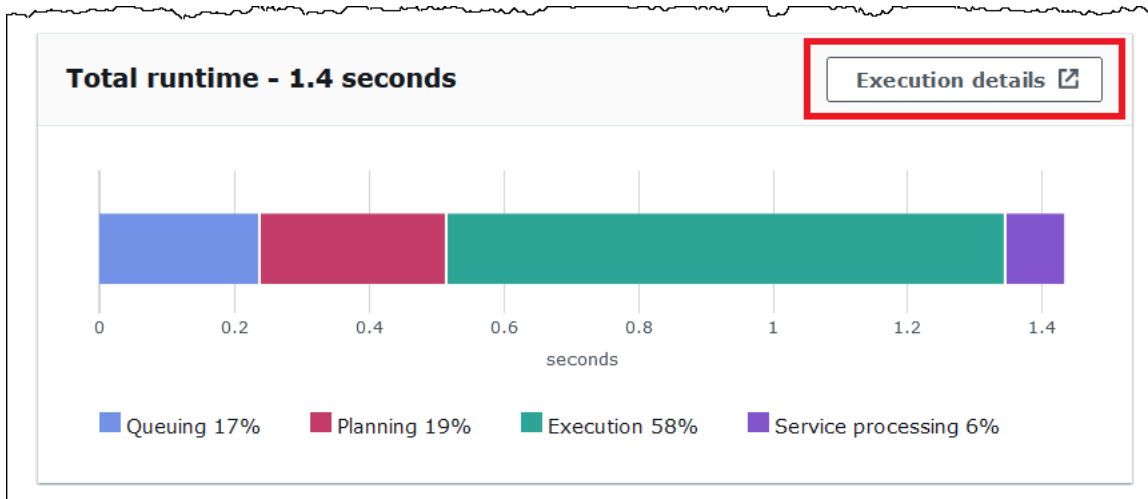 Total runtime - 1.4 seconds
Execution details
0 0.2 0.4 0.6 0.8 1 1.2 1.4
seconds
Queuing 17% Planning 19% Execution 58% Service processing 6%